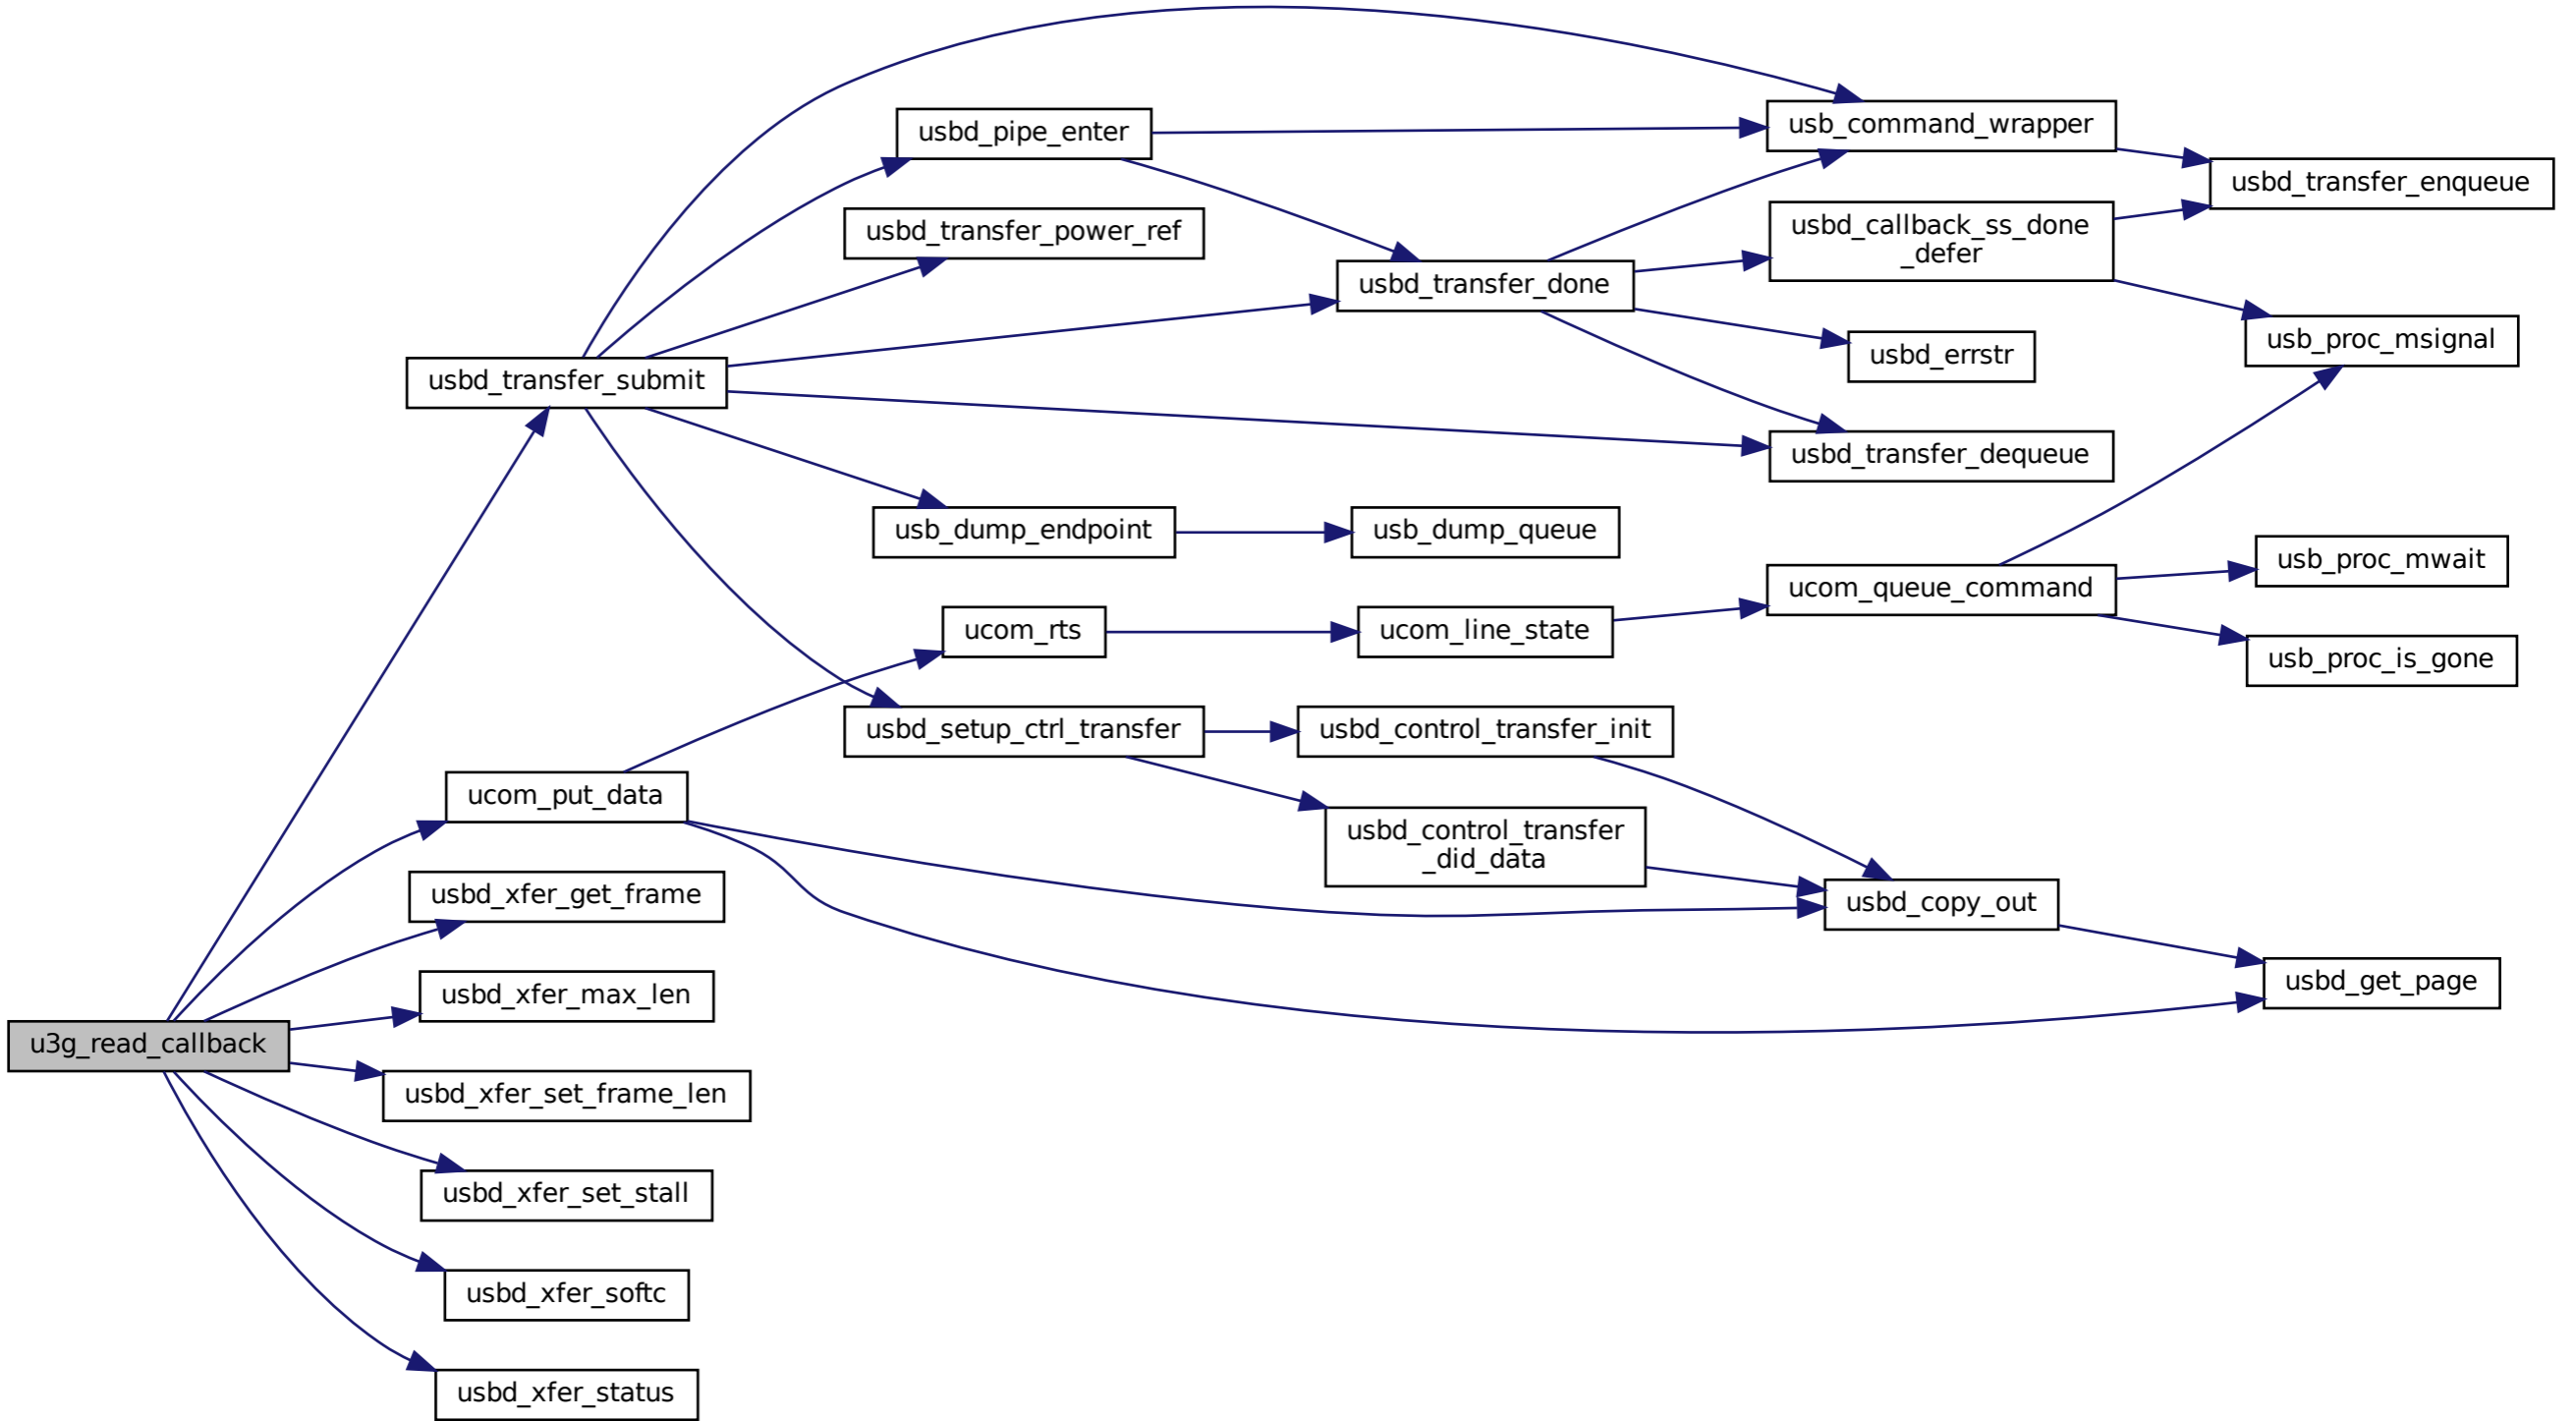 usbd_pipe_enter
usb_command_wrapper
usbd_transfer_enqueue
usbd_transfer_power_ref
usbd_callback_ss_done
_defer
usbd_transfer_done
usb_proc_msignal
usbd_errstr
usbd_transfer_submit
usbd_transfer_dequeue
usb_dump_endpoint
usb_dump_queue
usb_proc_mwait
ucom_queue_command
ucom_rts
ucom_line_state
usb_proc_is_gone
usbd_setup_ctrl_transfer
usbd_control_transfer_init
ucom_put_data
usbd_control_transfer
_did_data
usbd_xfer_get_frame
usbd_copy_out
usbd_get_page
usbd_xfer_max_len
u3g_read_callback
usbd_xfer_set_frame_len
usbd_xfer_set_stall
usbd_xfer_softc
usbd_xfer_status